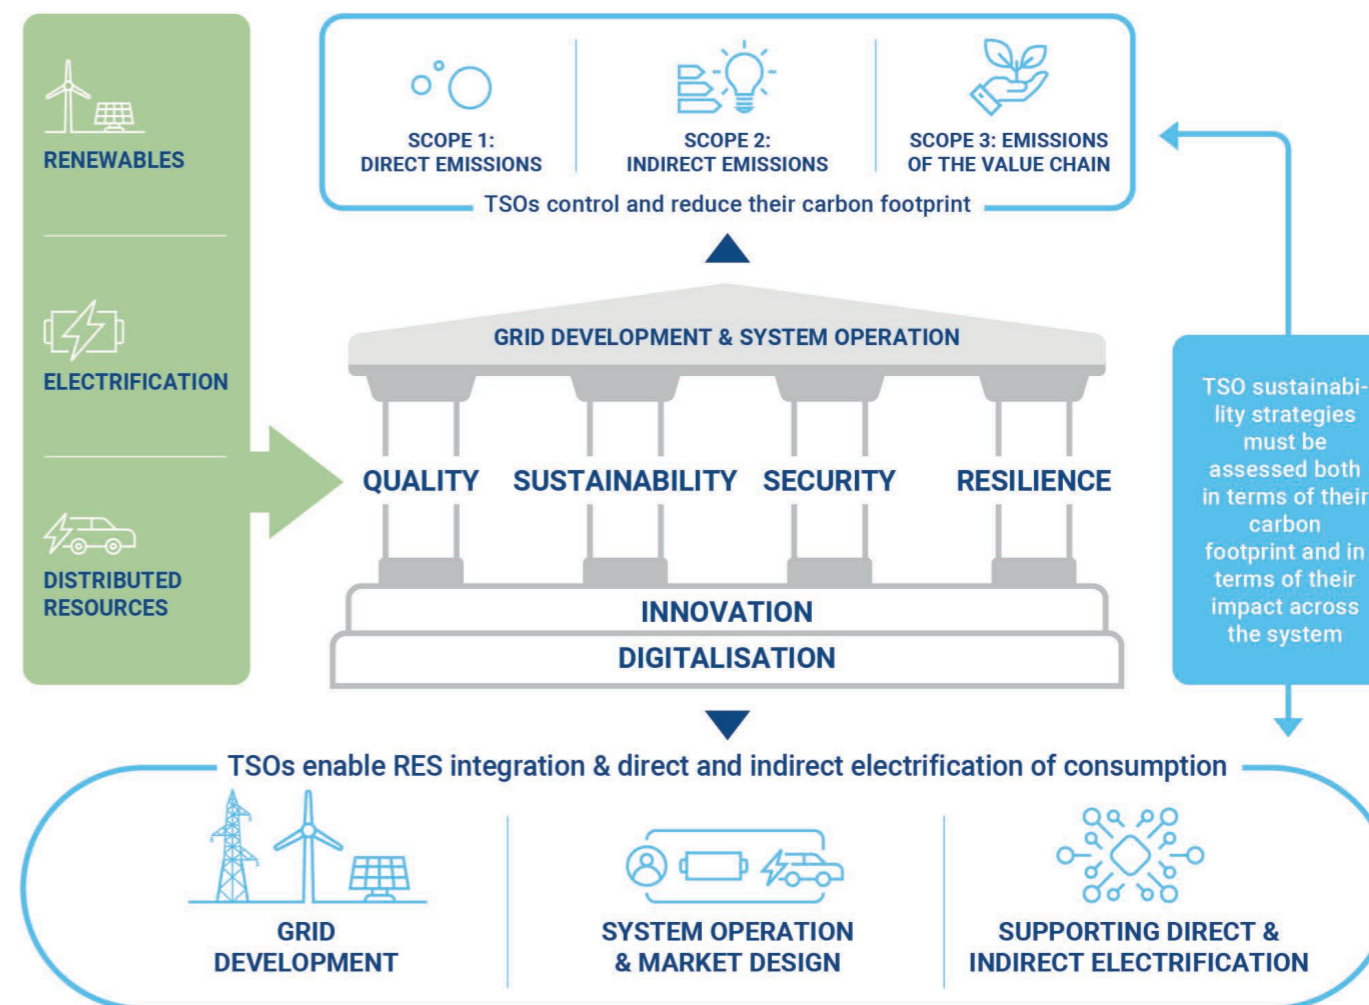 RENEWABLES
ELECTRIFICATION
DISTRIBUTED
RESOURCES
SCOPE 1:
DIRECT EMISSIONS
SCOPE 2:
INDIRECT EMISSIONS
SCOPE 3: EMISSIONS
OF THE VALUE CHAIN
TSOs control and reduce their carbon footprint
GRID DEVELOPMENT & SYSTEM OPERATION
QUALITY
SUSTAINABILITY
SECURITY
RESILIENCE
INNOVATION
DIGITALISATION
TSO sustainabi-
lity strategies
must be
assessed both
in terms of their
carbon
footprint and in
terms of their
impact across
the system
TSOs enable RES integration & direct and indirect electrification of consumption
GRID
DEVELOPMENT
SYSTEM OPERATION
& MARKET DESIGN
SUPPORTING DIRECT &
INDIRECT ELECTRIFICATION